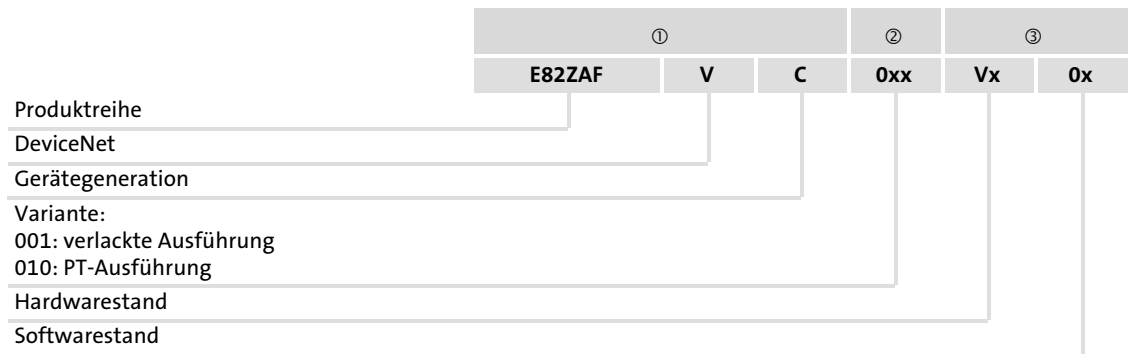 ① ② ③
E82ZAF V C 0xx Vx 0x
Produktreihe
DeviceNet
Gerätegeneration
Variante:
001: verlackte Ausführung
010: PT-Ausführung
Hardwarestand
Softwarestand